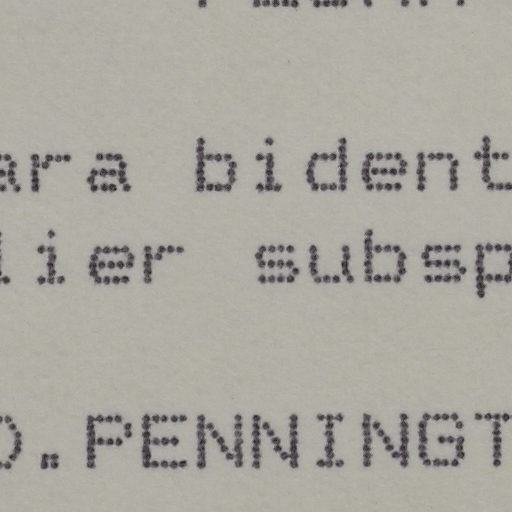 ara bident
lier subsp
D.PENNINGT